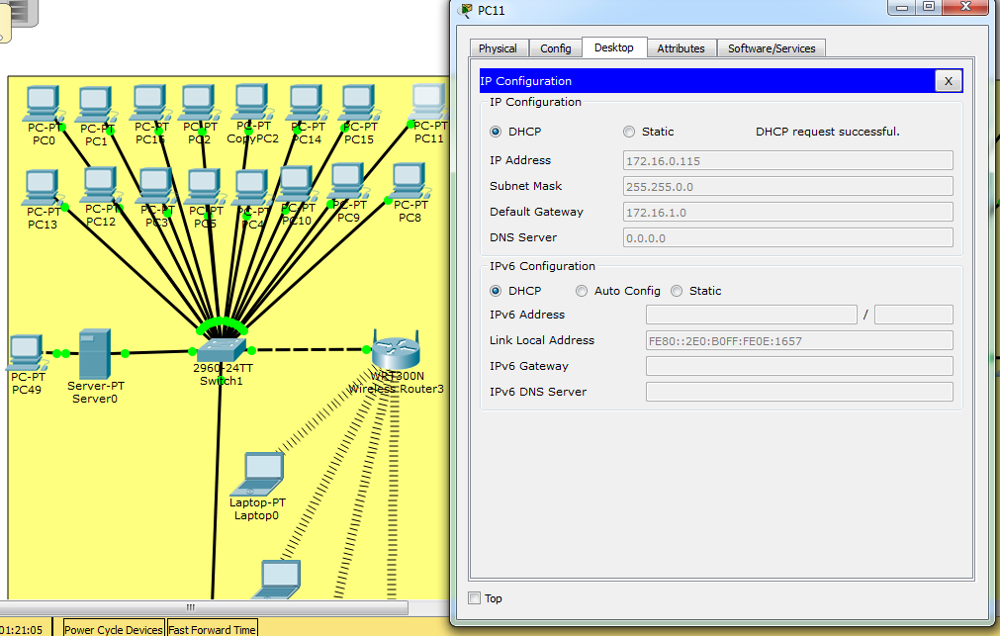 PC-PT PC-PT PC-PT PC-PT PC-PT PC-PT PC-PT PC-PT
PC0 PC1 PC16 PC2 CopyPC2 PC14 PC15 PC11
PC-PT PC-PT PC-PT PC-PT PC-PT PC-PT PC-PT PC-PT
PC13 PC12 PC3 PC5 PC4 PC10 PC9 PC8
PC-PT
PC49
Server-PT
Server0
2960-24TT
Switch1
WRT300N
Wireless Router3
Laptop-PT
Laptop0
01:21:05
Power Cycle Devices
Fast Forward Time
PC11
Physical Config Desktop Attributes Software/Services
IP Configuration
X
IP Configuration
DHCP Static DHCP request successful.
IP Address 172.16.0.115
Subnet Mask 255.255.0.0
Default Gateway 172.16.1.0
DNS Server 0.0.0.0
IPv6 Configuration
DHCP Auto Config Static
IPv6 Address /
Link Local Address FE80::2E0:B0FF:FE0E:1657
IPv6 Gateway
IPv6 DNS Server
Top